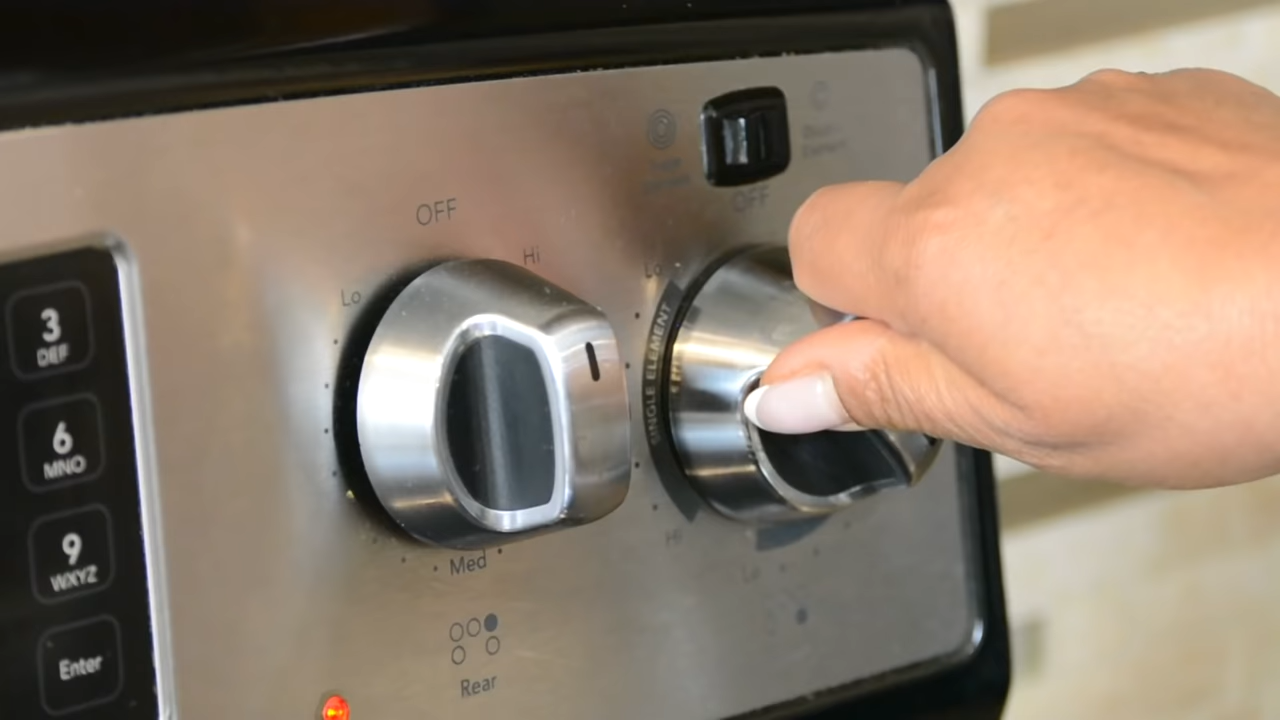 OFF
Hi
Lo
Med
Rear
OFF
Lo
SINGLE ELEMENT
Hi
Lo
3
DEF
6
MNO
9
WXYZ
Enter